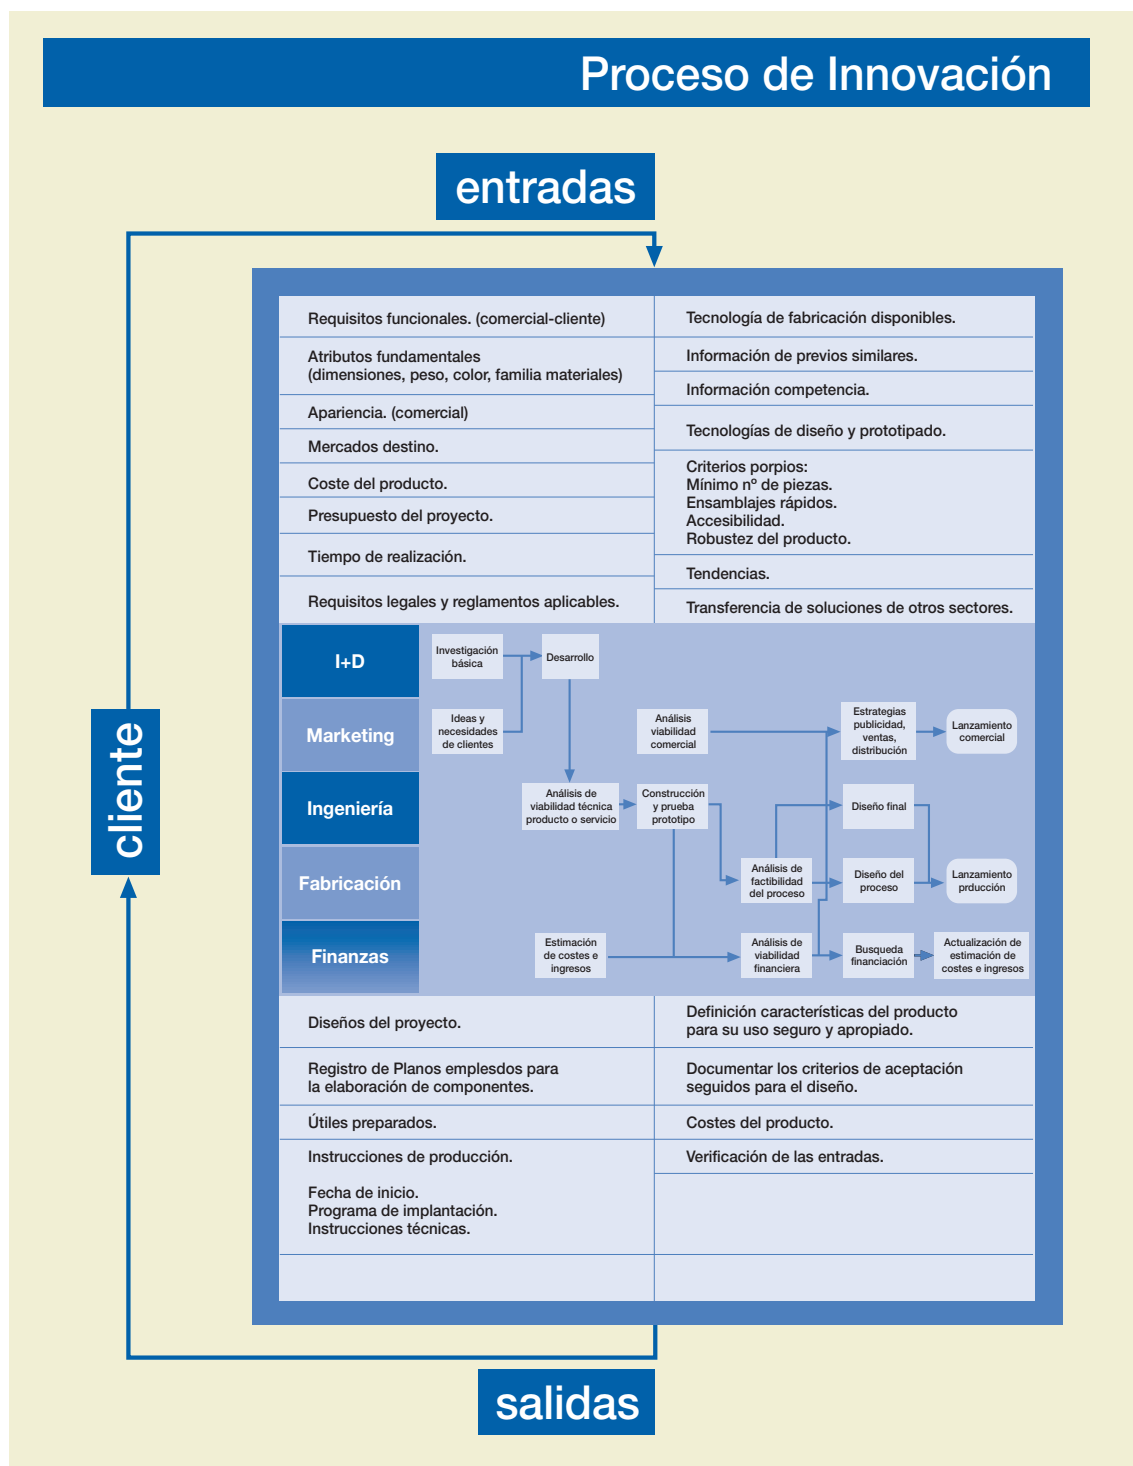 Proceso de Innovación
entradas
cliente
Requisitos funcionales. (comercial-cliente)
Atributos fundamentales
(dimensiones, peso, color, familia materiales)
Apariencia. (comercial)
Mercados destino.
Coste del producto.
Presupuesto del proyecto.
Tiempo de realización.
Requisitos legales y reglamentos aplicables.
Tecnología de fabricación disponibles.
Información de previos similares.
Información competencia.
Tecnologías de diseño y prototipado.
Criterios porpios:
Mínimo nº de piezas.
Ensamblajes rápidos.
Accesibilidad.
Robustez del producto.
Tendencias.
Transferencia de soluciones de otros sectores.
I+D
Investigación
básica
Desarrollo
Marketing
Ideas y
necesidades
de clientes
Análisis
viabilidad
comercial
Estrategias
publicidad,
ventas,
distribución
Lanzamiento
comercial
Ingeniería
Análisis de
viabilidad técnica
producto o servicio
Construcción
y prueba
prototipo
Diseño final
Fabricación
Análisis de
factibilidad
del proceso
Diseño del
proceso
Lanzamiento
prducción
Finanzas
Estimación
de costes e
ingresos
Análisis de
viabilidad
financiera
Busqueda
financiación
Actualización de
estimación de
costes e ingresos
Diseños del proyecto.
Registro de Planos emplesdos para
la elaboración de componentes.
Útiles preparados.
Instrucciones de producción.
Fecha de inicio.
Programa de implantación.
Instrucciones técnicas.
Definición características del producto
para su uso seguro y apropiado.
Documentar los criterios de aceptación
seguidos para el diseño.
Costes del producto.
Verificación de las entradas.
salidas